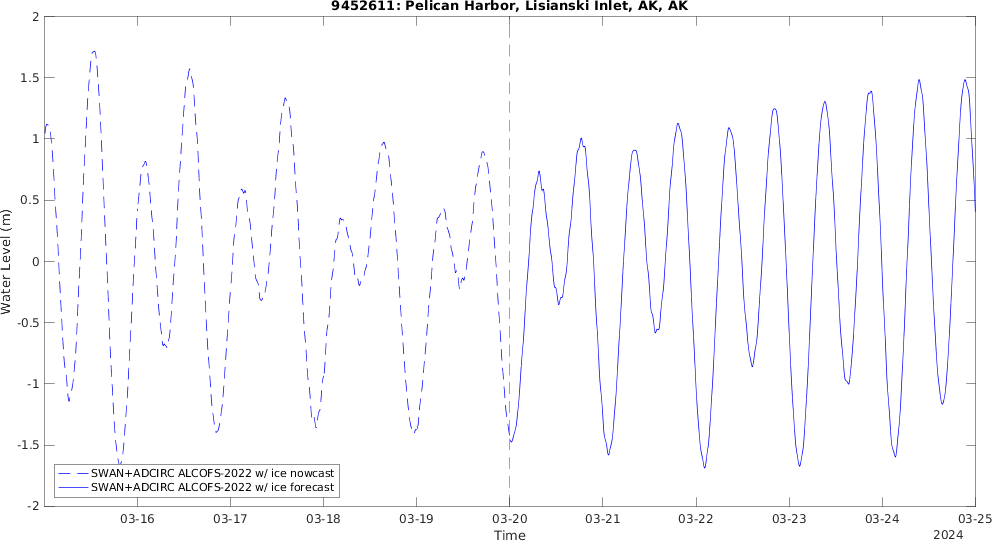 9452611: Pelican Harbor, Lisianski Inlet, AK, AK
2
1.5
1
0.5
0
-0.5
-1
-1.5
-2
Water Level (m)
SWAN+ADCIRC ALCOFS-2022 w/ ice nowcast
SWAN+ADCIRC ALCOFS-2022 w/ ice forecast
03-16 03-17 03-18 03-19 03-20 03-21 03-22 03-23 03-24 03-25
Time
2024